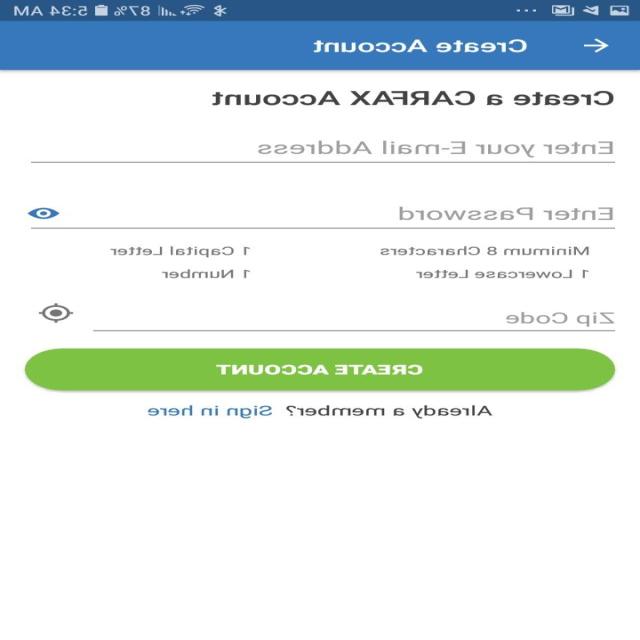 87% 5:34 AM
Create Account
Create a CARFAX Account
Enter your E-mail Address
Enter Password
Minimum 8 Characters 1 Capital Letter
1 Lowercase Letter 1 Number
Zip Code
CREATE ACCOUNT
Already a member? Sign in here